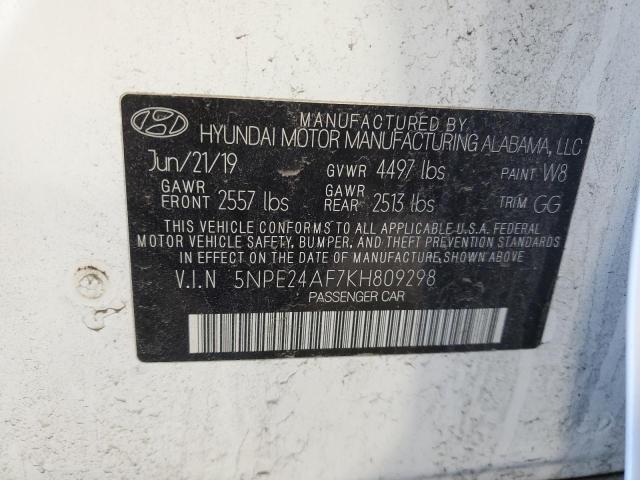 MANUFACTURED BY
HYUNDAI MOTOR MANUFACTURING ALABAMA, LLC
Jun/21/19 GVWR 4497 lbs PAINT W8
GAWR FRONT 2557 lbs GAWR REAR 2513 lbs TRIM GG
THIS VEHICLE CONFORMS TO ALL APPLICABLE U.S.A. FEDERAL
MOTOR VEHICLE SAFETY, BUMPER, AND THEFT PREVENTION
STANDARDS IN EFFECT ON THE DATE OF MANUFACTURE SHOWN ABOVE.
V.I.N 5NPE24AF7KH809298
PASSENGER CAR